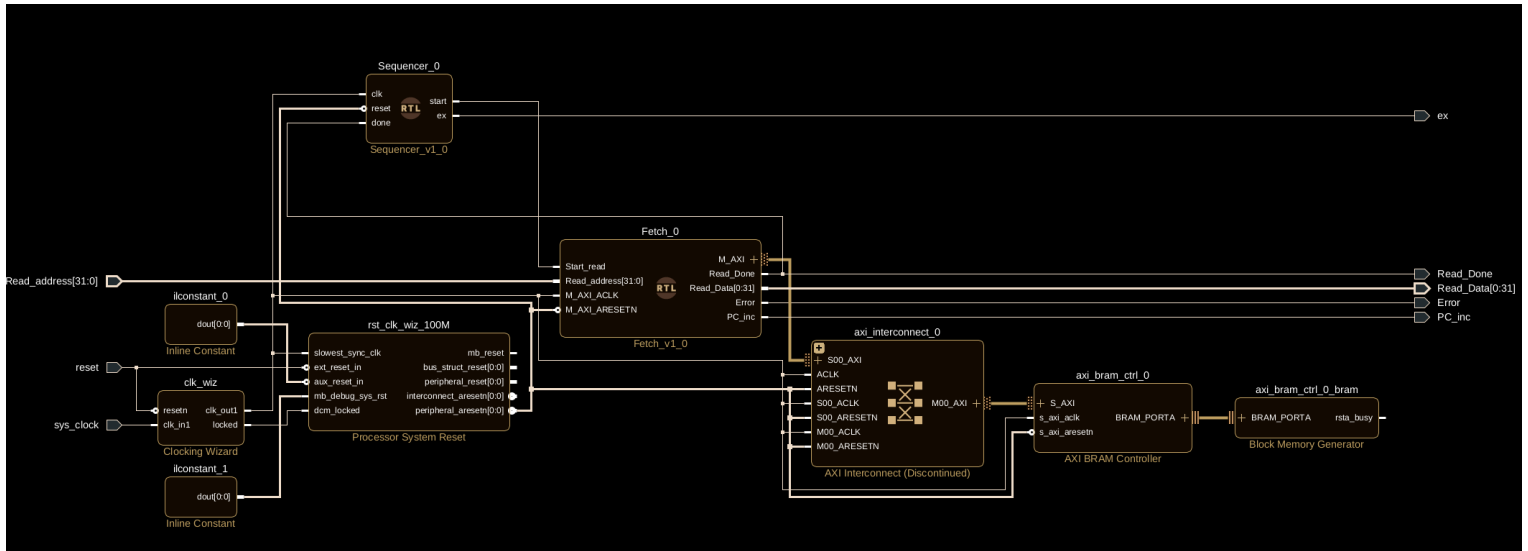 Sequencer_0
clk
reset
done
RTL
start
ex
Sequencer_v1_0
ex
Fetch_0
Start_read
Read_address[31:0]
M_AXI_ACLK
M_AXI_ARESETN
RTL
M_AXI
Read_Done
Read_Data[0:31]
Error
PC_inc
Fetch_v1_0
Read_address[31:0]
Read_Done
Read_Data[0:31]
Error
PC_inc
ilconstant_0
dout[0:0]
Inline Constant
reset
sys_clock
clk_wiz
resetn
clk_in1
clk_out1
locked
Clocking Wizard
ilconstant_1
dout[0:0]
Inline Constant
rst_clk_wiz_100M
slowest_sync_clk
ext_reset_in
aux_reset_in
mb_debug_sys_rst
dcm_locked
mb_reset
bus_struct_reset[0:0]
peripheral_reset[0:0]
interconnect_aresetn[0:0]
peripheral_aresetn[0:0]
Processor System Reset
axi_interconnect_0
S00_AXI
ACLK
ARESETN
S00_ACLK
S00_ARESETN
M00_ACLK
M00_ARESETN
M00_AXI
AXI Interconnect (Discontinued)
axi_bram_ctrl_0
S_AXI
s_axi_aclk
s_axi_aresetn
BRAM_PORTA
AXI BRAM Controller
axi_bram_ctrl_0_bram
BRAM_PORTA
rsta_busy
Block Memory Generator